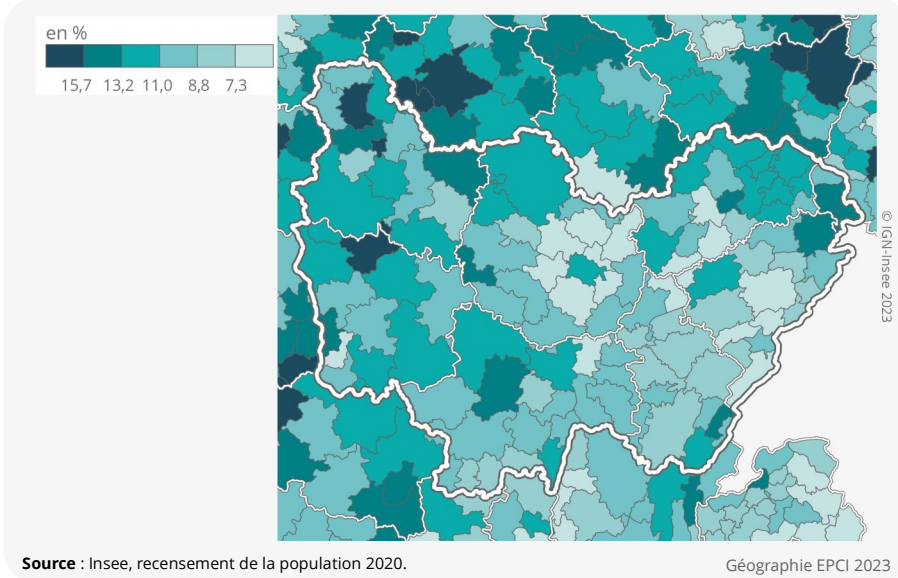 en %
15,7 13,2 11,0 8,8 7,3
© IGN-Insee 2023
Source : Insee, recensement de la population 2020.
Géographie EPCI 2023